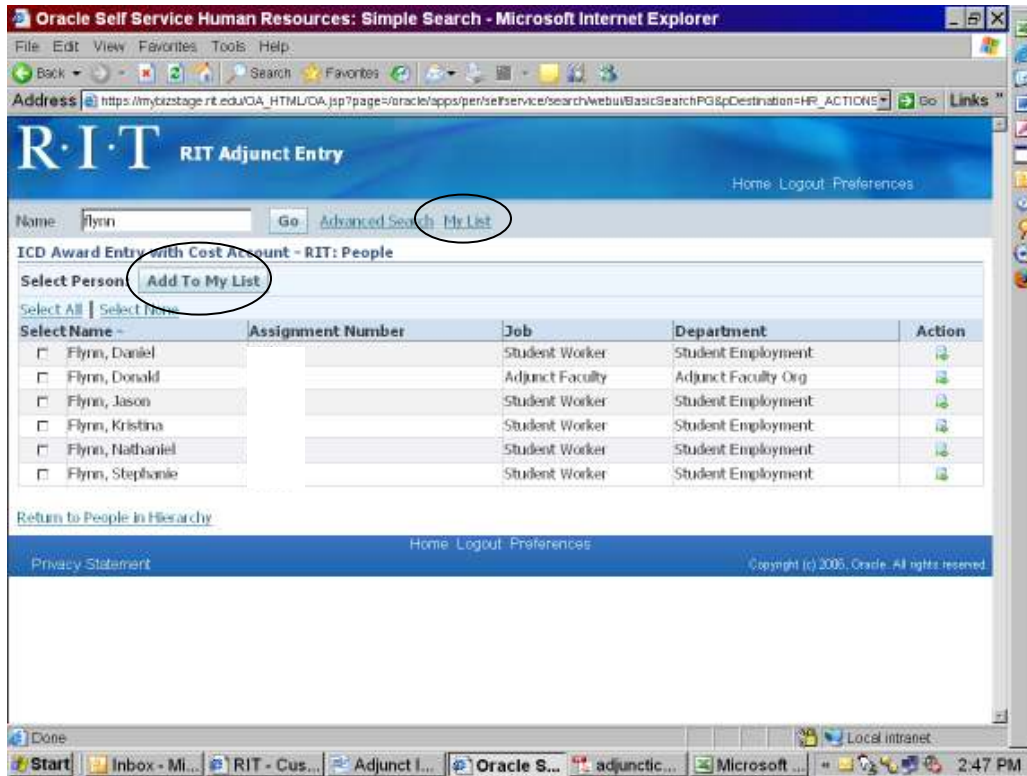 Oracle Self Service Human Resources: Simple Search - Microsoft Internet Explorer
File Edit View Favorites Tools Help
Back Search Favorites
Address https://mybizstage.rit.edu/OA_HTML/OA.jsp?page=/oracle/apps/per/selfservice/search/webui/BasicSearchPG&pDestination=HR_ACTIONS Go Links "
R·I·T RIT Adjunct Entry
Home Logout Preferences
Name flynn Go Advanced Search My List
ICD Award Entry with Cost Account - RIT: People
Select Person: Add To My List
Select All | Select None
Select Name Assignment Number Job Department Action
Flynn, Daniel Student Worker Student Employment
Flynn, Donald Adjunct Faculty Adjunct Faculty Org
Flynn, Jason Student Worker Student Employment
Flynn, Kristina Student Worker Student Employment
Flynn, Nathaniel Student Worker Student Employment
Flynn, Stephanie Student Worker Student Employment
Return to People in Hierarchy
Home Logout Preferences
Privacy Statement Copyright (c) 2006, Oracle. All rights reserved.
Done Local intranet
Start Inbox - Mi... RIT - Cus... Adjunct I... Oracle S... adjunctic... Microsoft ... « 2:47 PM